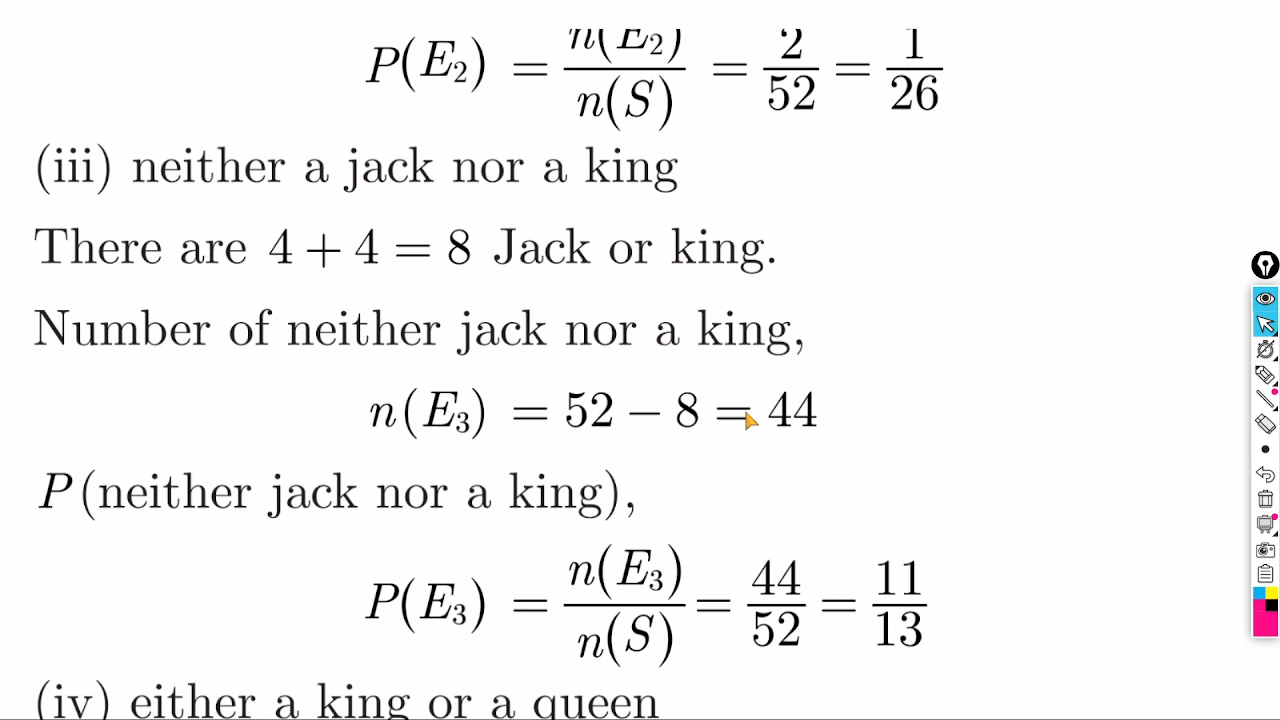 P(E₂) = n(E₂)/n(S) = 2/52 = 1/26
(iii) neither a jack nor a king
There are 4 + 4 = 8 Jack or king.
Number of neither jack nor a king,
n(E₃) = 52 − 8 = 44
P(neither jack nor a king),
P(E₃) = n(E₃)/n(S) = 44/52 = 11/13
(iv) either a king or a queen